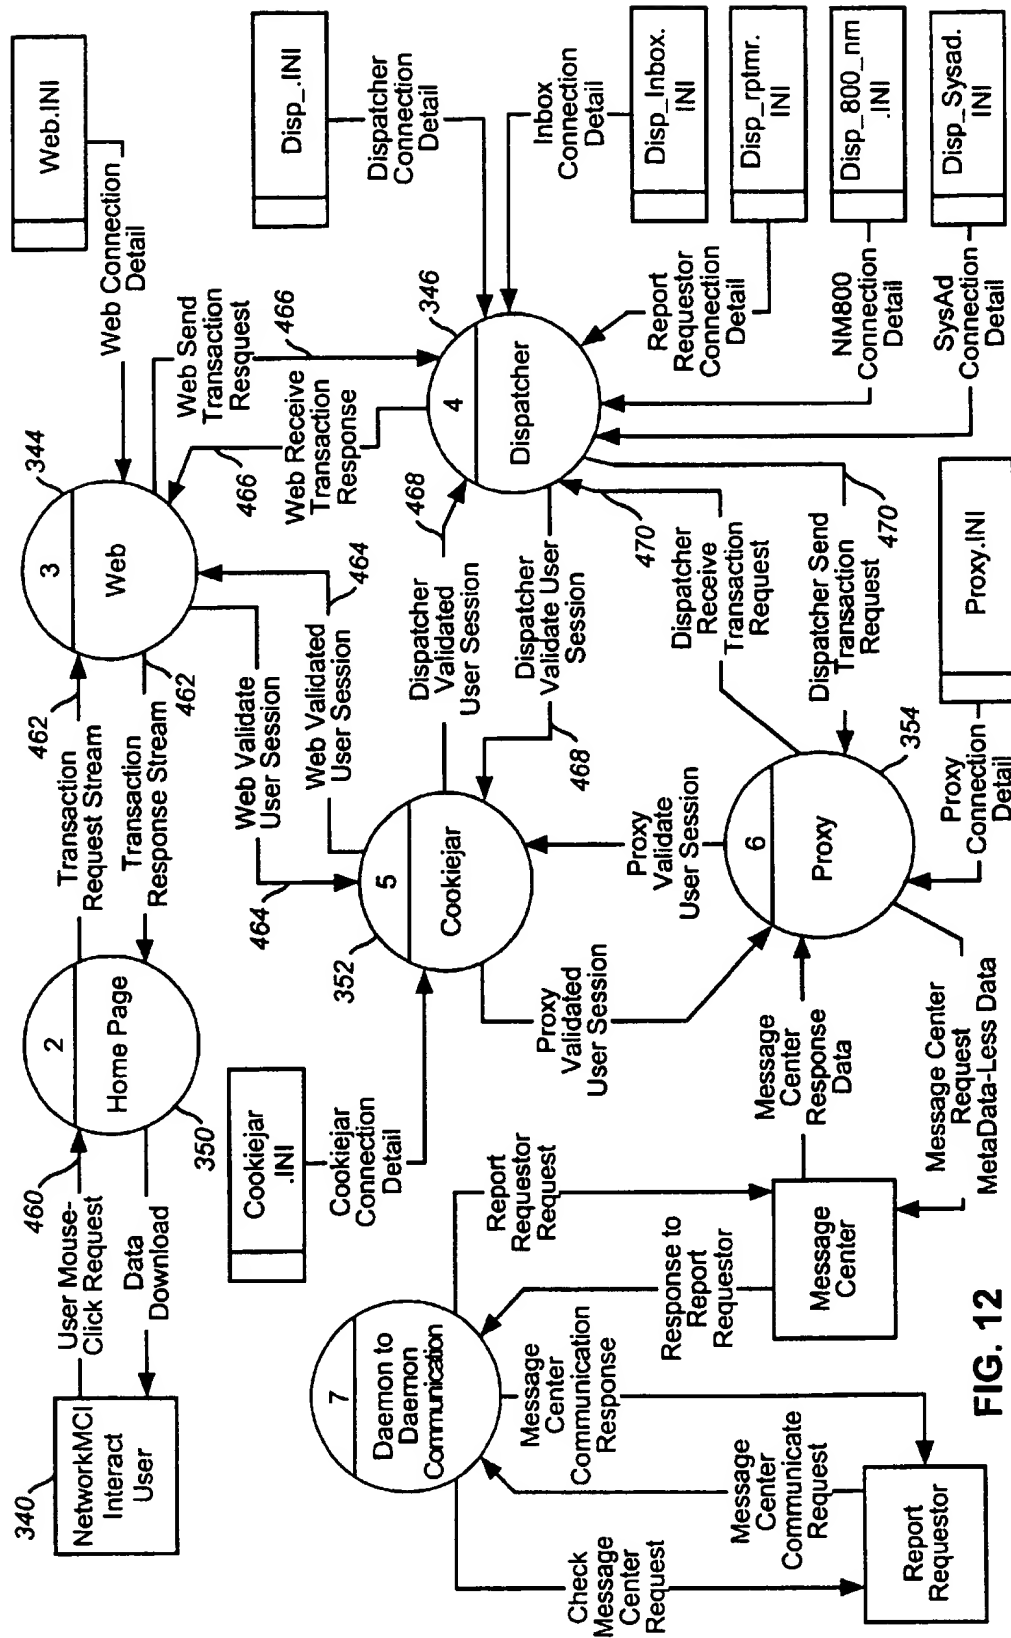 340
NetworkMCI
Interact
User
User Mouse-
Click Request
460
Data
Download
2
Home Page
350
Transaction
Request Stream
462
Transaction
Response Stream
462
3
Web
344
Web Connection
Detail
Web.INI
Web Validate
User Session
464
Web Validated
User Session
464
Web Send
Transaction
Resquest
466
Web Receive
Transaction
Response
466
Disp_.INI
Dispatcher
Connection
Detail
Cookiejar
.INI
Cookiejar
Connection
Detail
352
5
Cookiejar
Dispatcher
Validated
User Session
468
Dispatcher
Validate User
Session
468
4
Dispatcher
346
Inbox
Connection
Detail
Disp_Inbox.
INI
Report
Requestor
Connection
Detail
Disp_rptmr.
INI
NM800
Connection
Detail
Disp_800_nm
.INI
SysAd
Connection
Detail
Disp_Sysad.
INI
Proxy
Validated
User Session
Proxy
Validate
User Session
Dispatcher
Receive
Transaction
Request
470
Dispatcher Send
Transaction
Request
470
6
Proxy
354
Proxy
Connection
Detail
Proxy.INI
7
Daemon to
Daemon
Communication
Report
Requestor
Request
Response to
Report
Requestor
Message
Center
Message
Center
Response
Data
Message Center
Request
MetaData-Less Data
Message
Center
Communication
Response
Message
Center
Communicate
Request
Check
Message
Center
Request
Report
Requestor
FIG. 12